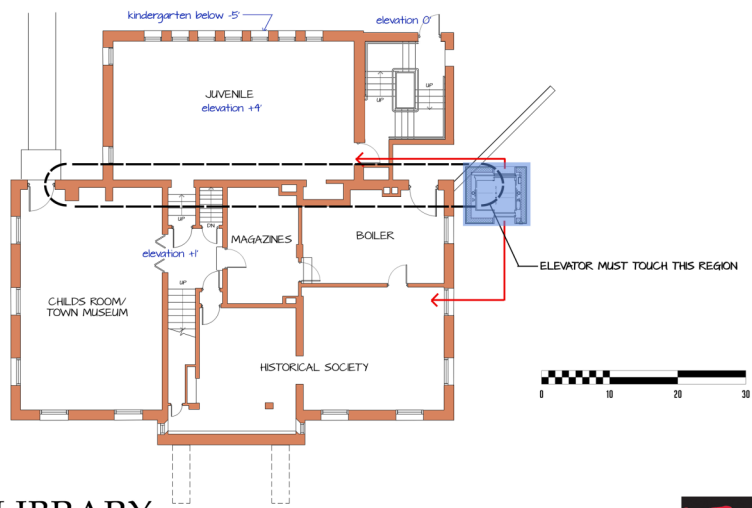 kindergarten below -5'
elevation 0'
JUVENILE
elevation +4'
UP
UP
UP
DN
MAGAZINES
BOILER
elevation +1'
ELEVATOR MUST TOUCH THIS REGION
UP
CHILDS ROOM/
TOWN MUSEUM
HISTORICAL SOCIETY
0 10 20 30
LIBRARY